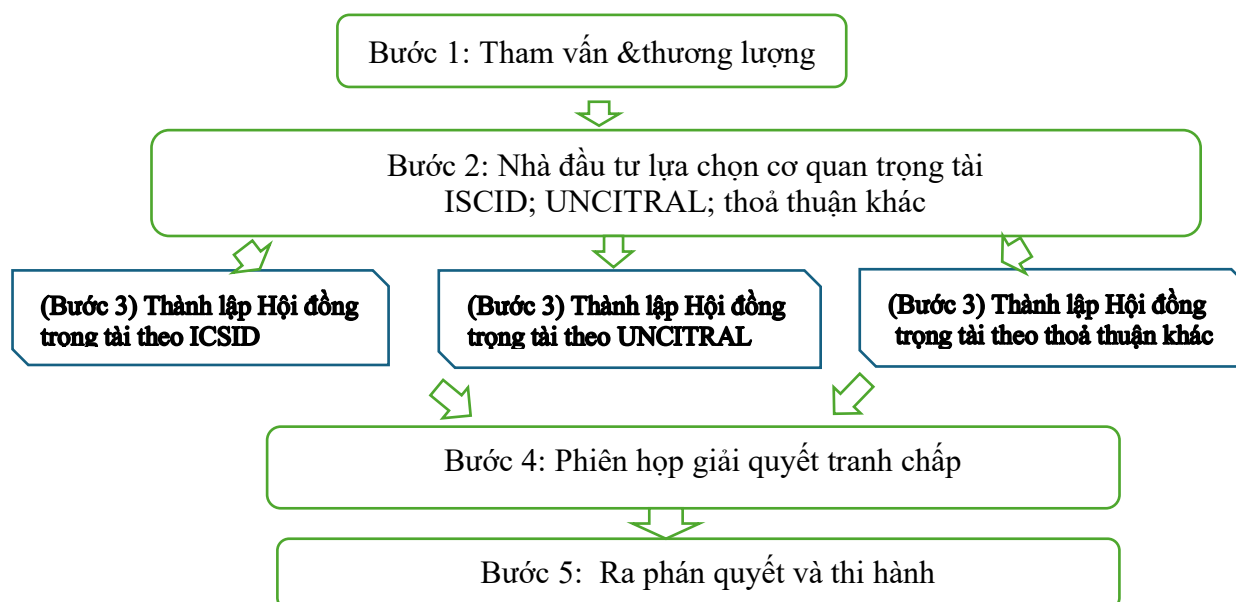 Bước 1: Tham vấn &thương lượng
Bước 2: Nhà đầu tư lựa chọn cơ quan trọng tài
ISCID; UNCITRAL; thoả thuận khác
(Bước 3) Thành lập Hội đồng
trọng tài theo ICSID
(Bước 3) Thành lập Hội đồng
trọng tài theo UNCITRAL
(Bước 3) Thành lập Hội đồng
trọng tài theo thoả thuận khác
Bước 4: Phiên họp giải quyết tranh chấp
Bước 5: Ra phán quyết và thi hành